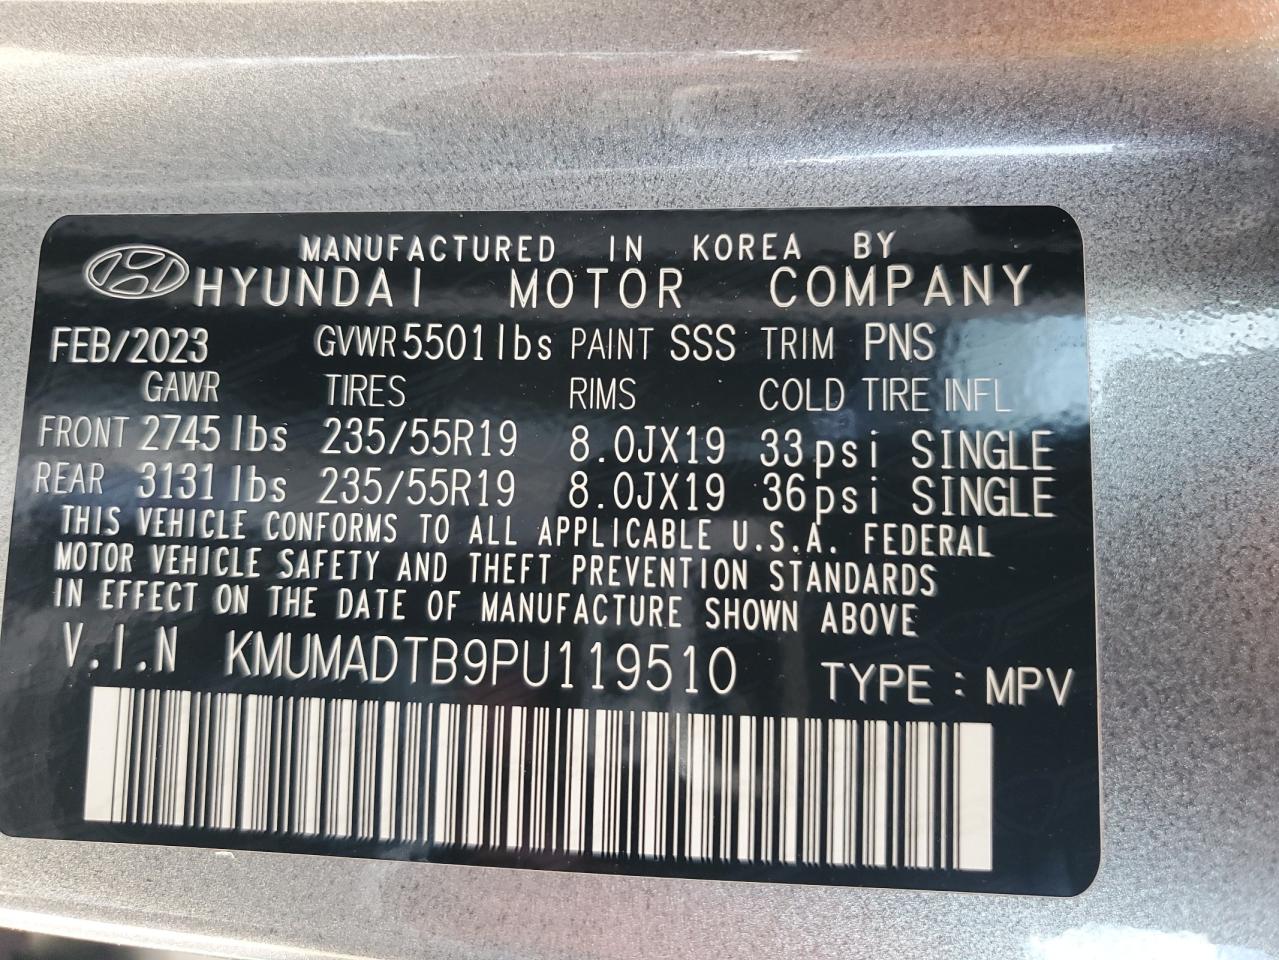 MANUFACTURED IN KOREA BY
HYUNDAI MOTOR COMPANY
FEB/2023 GVWR 5501 lbs PAINT SSS TRIM PNS
GAWR TIRES RIMS COLD TIRE INFL
FRONT 2745 lbs 235/55R19 8.0JX19 33psi SINGLE
REAR 3131 lbs 235/55R19 8.0JX19 36psi SINGLE
THIS VEHICLE CONFORMS TO ALL APPLICABLE U.S.A. FEDERAL
MOTOR VEHICLE SAFETY AND THEFT PREVENTION STANDARDS
IN EFFECT ON THE DATE OF MANUFACTURE SHOWN ABOVE
V.I.N KMUMADTB9PU119510 TYPE : MPV